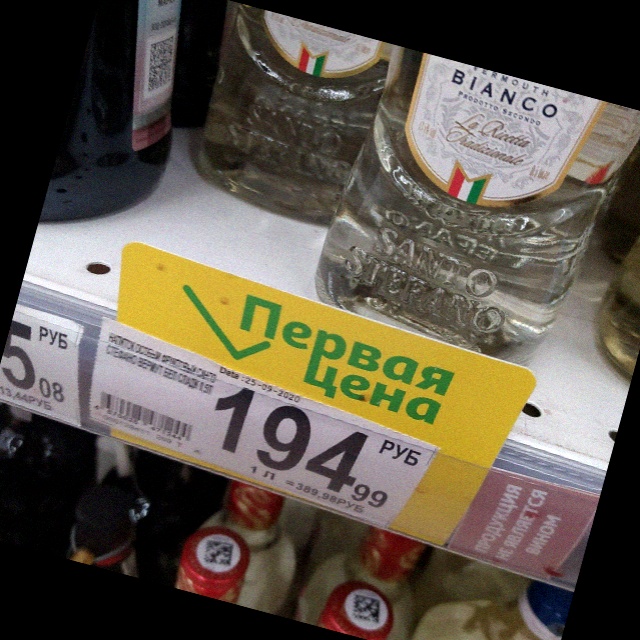 VERMOUTH
BIANCO
PRODOTTO SECONDO
La Ricetta
Tradizionale
SANTO
STEFANO
Первая
цена
Date: 25-09-2020
194 99
РУБ
1 Л =389.98РУБ
5 08
РУБ
ПРОДУКЦИЯ
НЕ ЯВЛЯЕТСЯ
ВИНОМ